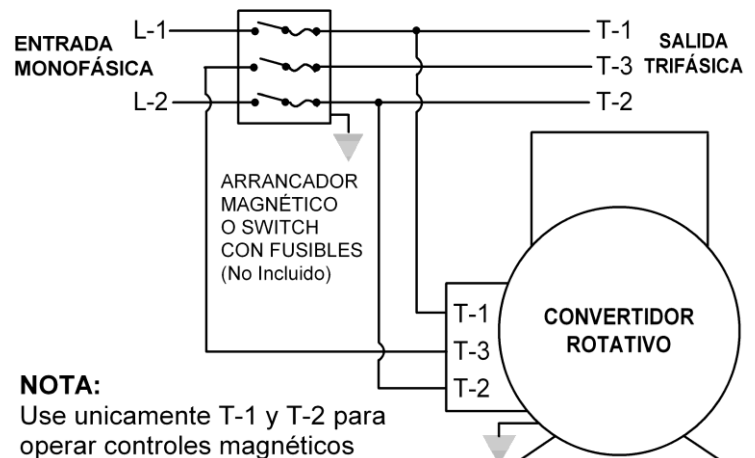 L-1
ENTRADA
MONOFÁSICA
L-2
T-1
SALIDA
T-3 TRIFÁSICA
T-2
ARRANCADOR
MAGNÉTICO
O SWITCH
CON FUSIBLES
(No Incluido)
T-1
T-3
T-2
CONVERTIDOR
ROTATIVO
NOTA:
Use unicamente T-1 y T-2 para
operar controles magnéticos